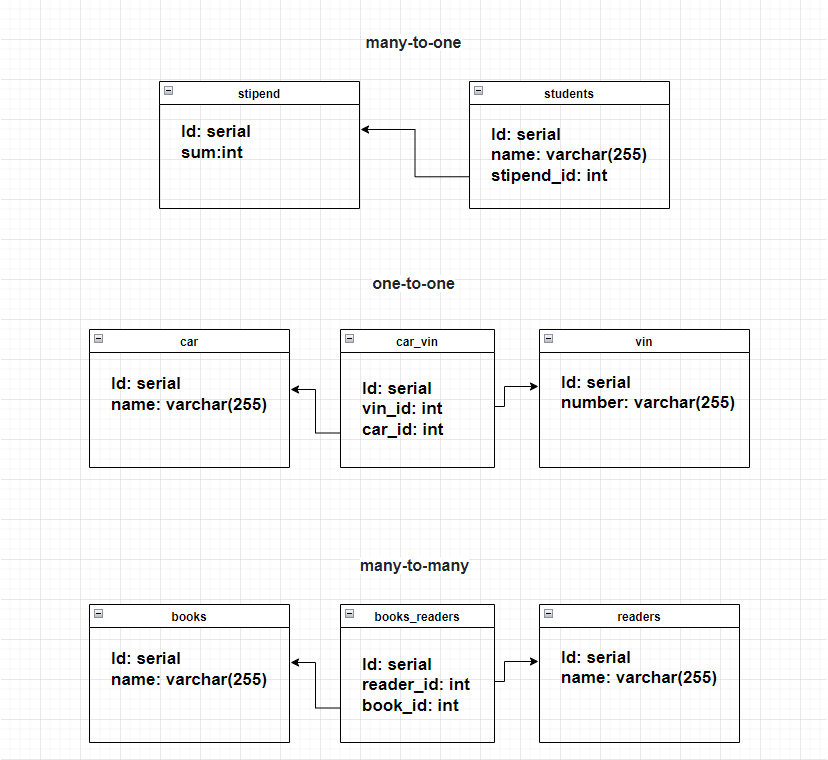 many-to-one
stipend
Id: serial
sum:int
students
Id: serial
name: varchar(255)
stipend_id: int
one-to-one
car
Id: serial
name: varchar(255)
car_vin
Id: serial
vin_id: int
car_id: int
vin
Id: serial
number: varchar(255)
many-to-many
books
Id: serial
name: varchar(255)
books_readers
Id: serial
reader_id: int
book_id: int
readers
Id: serial
name: varchar(255)